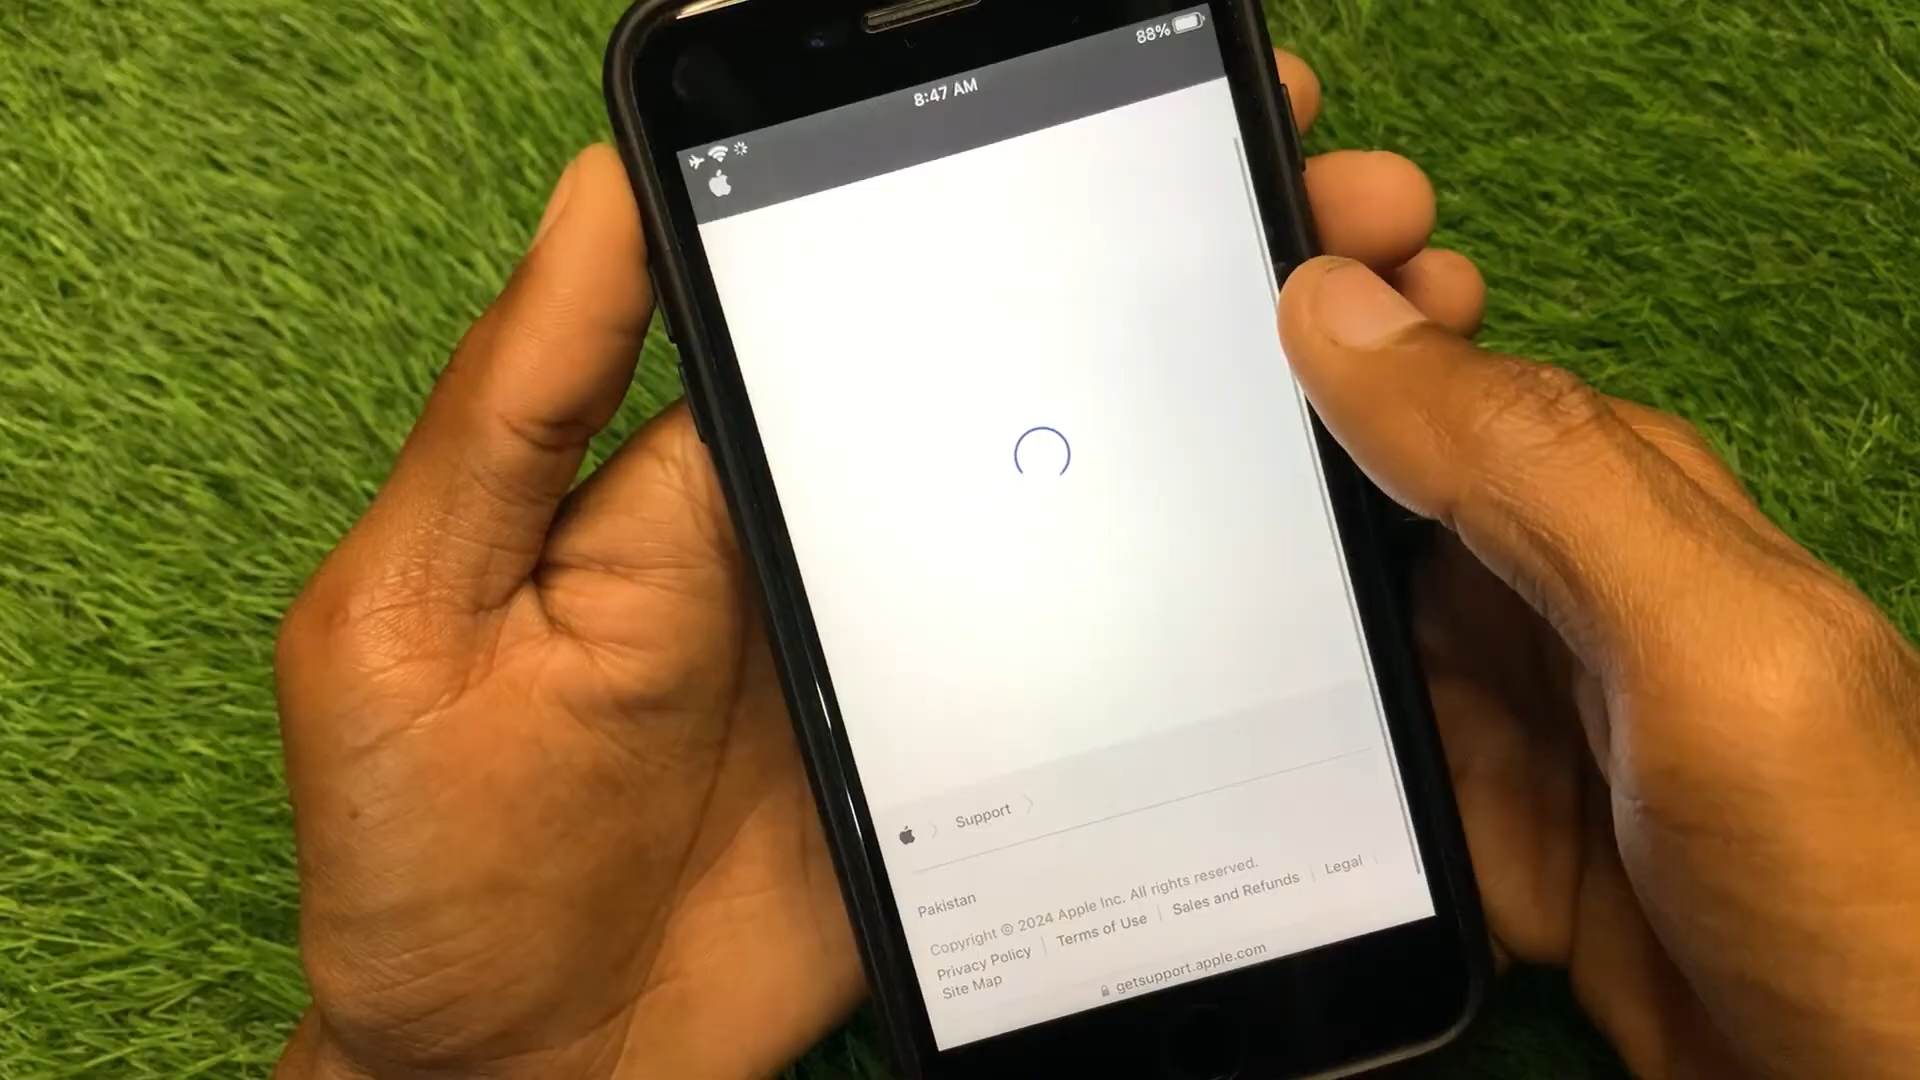 88%
8:47 AM
Support
Pakistan
Copyright © 2024 Apple Inc. All rights reserved.
Privacy Policy | Terms of Use | Sales and Refunds | Legal |
Site Map
getsupport.apple.com